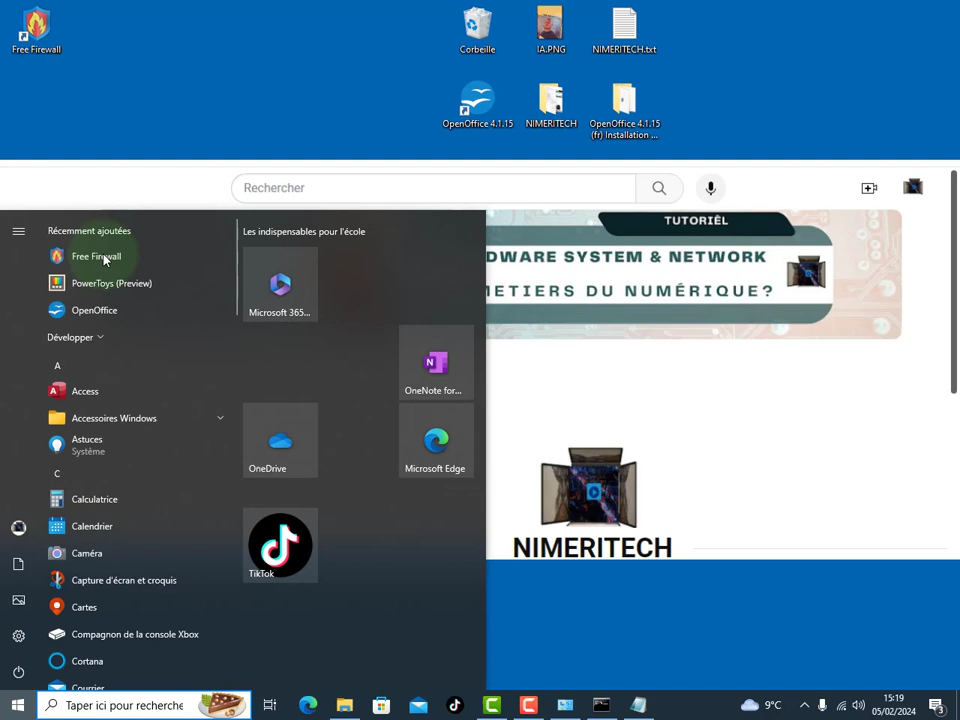 Free Firewall
Corbeille
IA.PNG
NIMERITECH.txt
OpenOffice 4.1.15
NIMERITECH
OpenOffice 4.1.15
(fr) Installation ...
Rechercher
TUTORIÈL
DWARE SYSTEM & NETWORK
METIERS DU NUMÉRIQUE?
NIMERITECH
Récemment ajoutées
Free Firewall
PowerToys (Preview)
OpenOffice
Développer
A
Access
Accessoires Windows
Astuces
Système
C
Calculatrice
Calendrier
Caméra
Capture d'écran et croquis
Cartes
Compagnon de la console Xbox
Cortana
Courrier
Les indispensables pour l'école
Microsoft 365...
OneNote for...
OneDrive
Microsoft Edge
TikTok
Taper ici pour recherche
9°C
15:19
05/02/2024
3